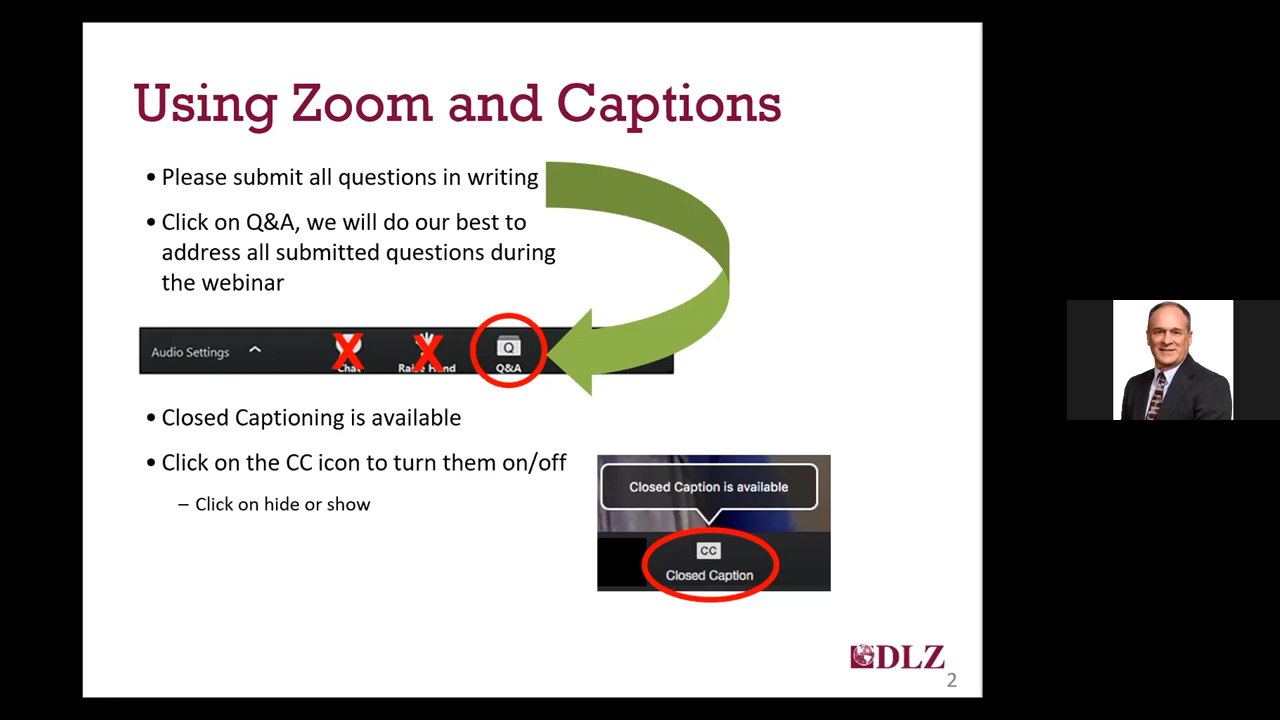 Using Zoom and Captions
• Please submit all questions in writing
• Click on Q&A, we will do our best to
address all submitted questions during
the webinar
Audio Settings
Chat
Raise Hand
Q
Q&A
• Closed Captioning is available
• Click on the CC icon to turn them on/off
– Click on hide or show
Closed Caption is available
CC
Closed Caption
DLZ
2